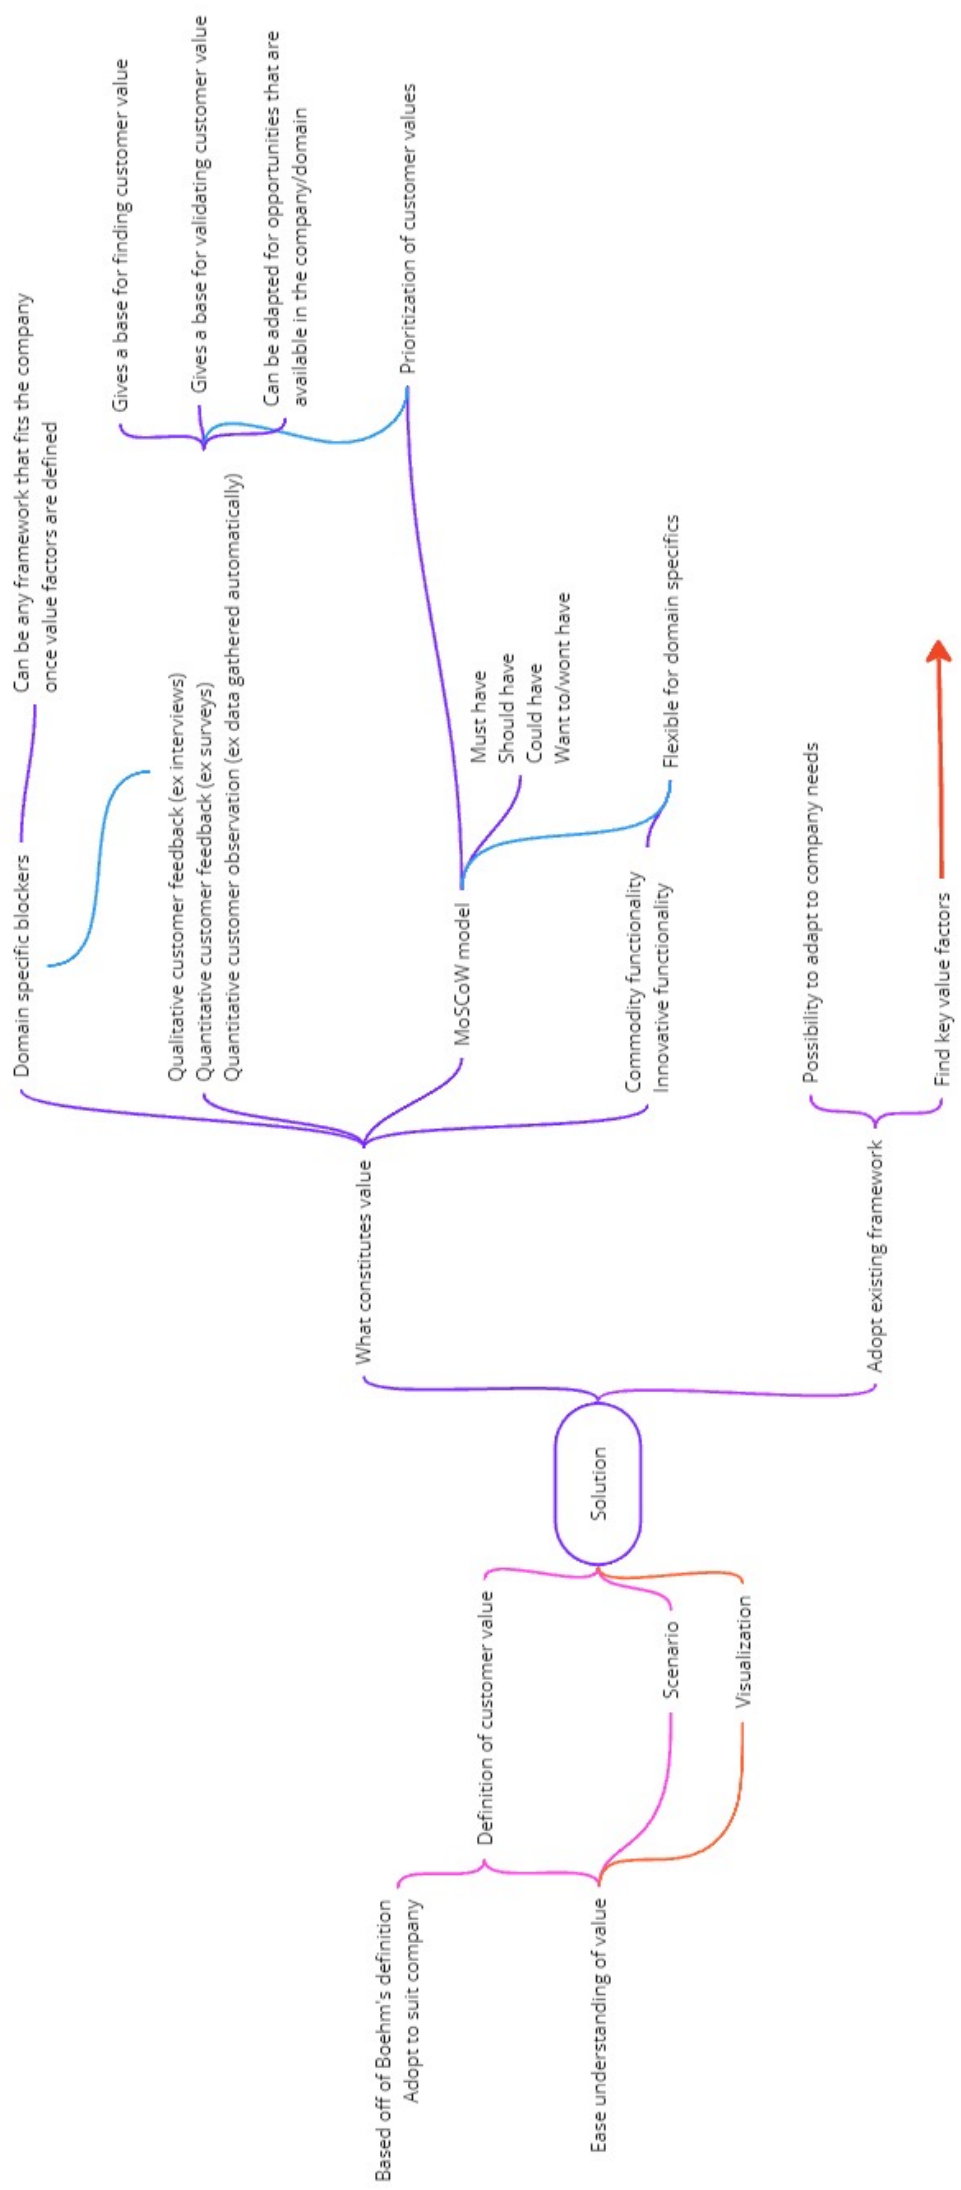 Based off of Boehm's definition
Adopt to suit company
Ease understanding of value
Definition of customer value
Scenario
Visualization
Solution
What constitutes value
Domain specific blockers
Can be any framework that fits the company
once value factors are defined
Qualitative customer feedback (ex interviews)
Quantitative customer feedback (ex surveys)
Quantitative customer observation (ex data gathered automatically)
Gives a base for finding customer value
Gives a base for validating customer value
Can be adapted for opportunities that are
available in the company/domain
MoSCoW model
Prioritization of customer values
Must have
Should have
Could have
Want to/wont have
Commodity functionality
Innovative functionality
Flexible for domain specifics
Adopt existing framework
Possibility to adapt to company needs
Find key value factors